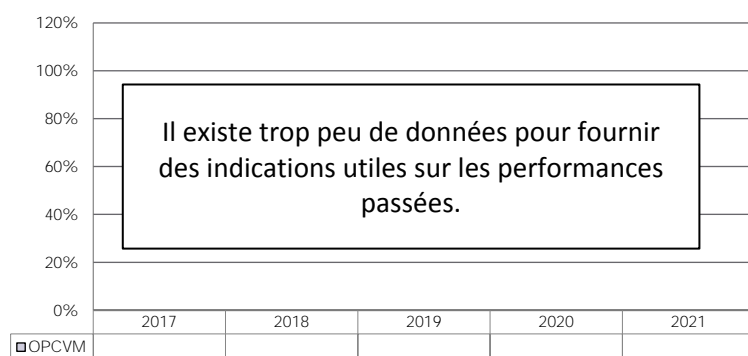 120%
100%
80%
60%
40%
20%
0%
Il existe trop peu de données pour fournir
des indications utiles sur les performances
passées.
2017 2018 2019 2020 2021
OPCVM